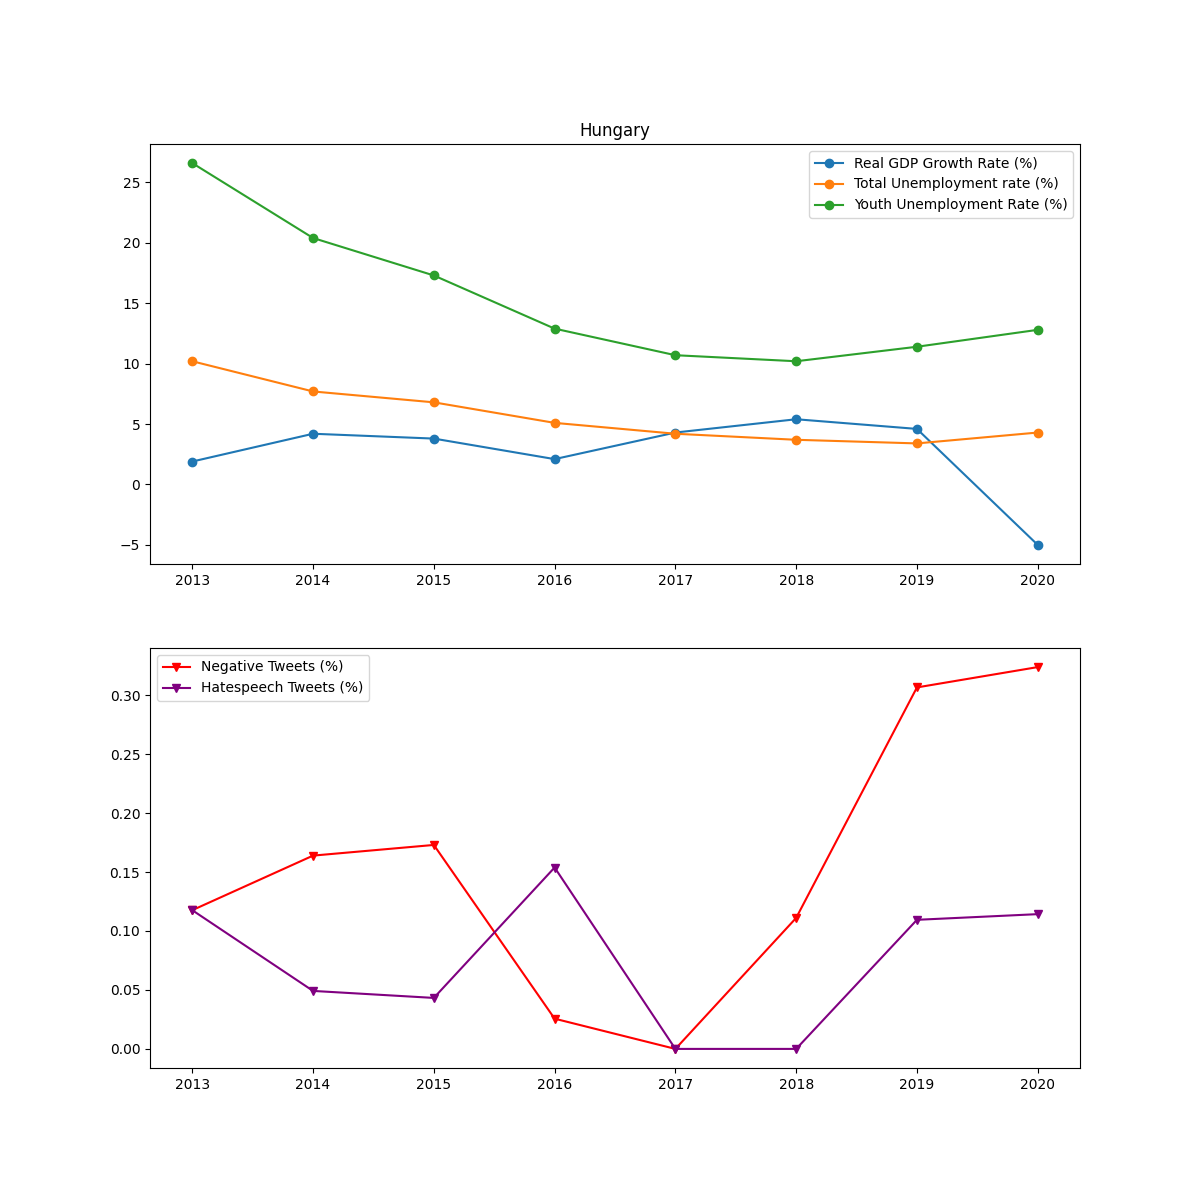 Hungary
Real GDP Growth Rate (%)
Total Unemployment rate (%)
Youth Unemployment Rate (%)
25
20
15
10
5
0
−5
2013 2014 2015 2016 2017 2018 2019 2020
Negative Tweets (%)
Hatespeech Tweets (%)
0.30
0.25
0.20
0.15
0.10
0.05
0.00
2013 2014 2015 2016 2017 2018 2019 2020